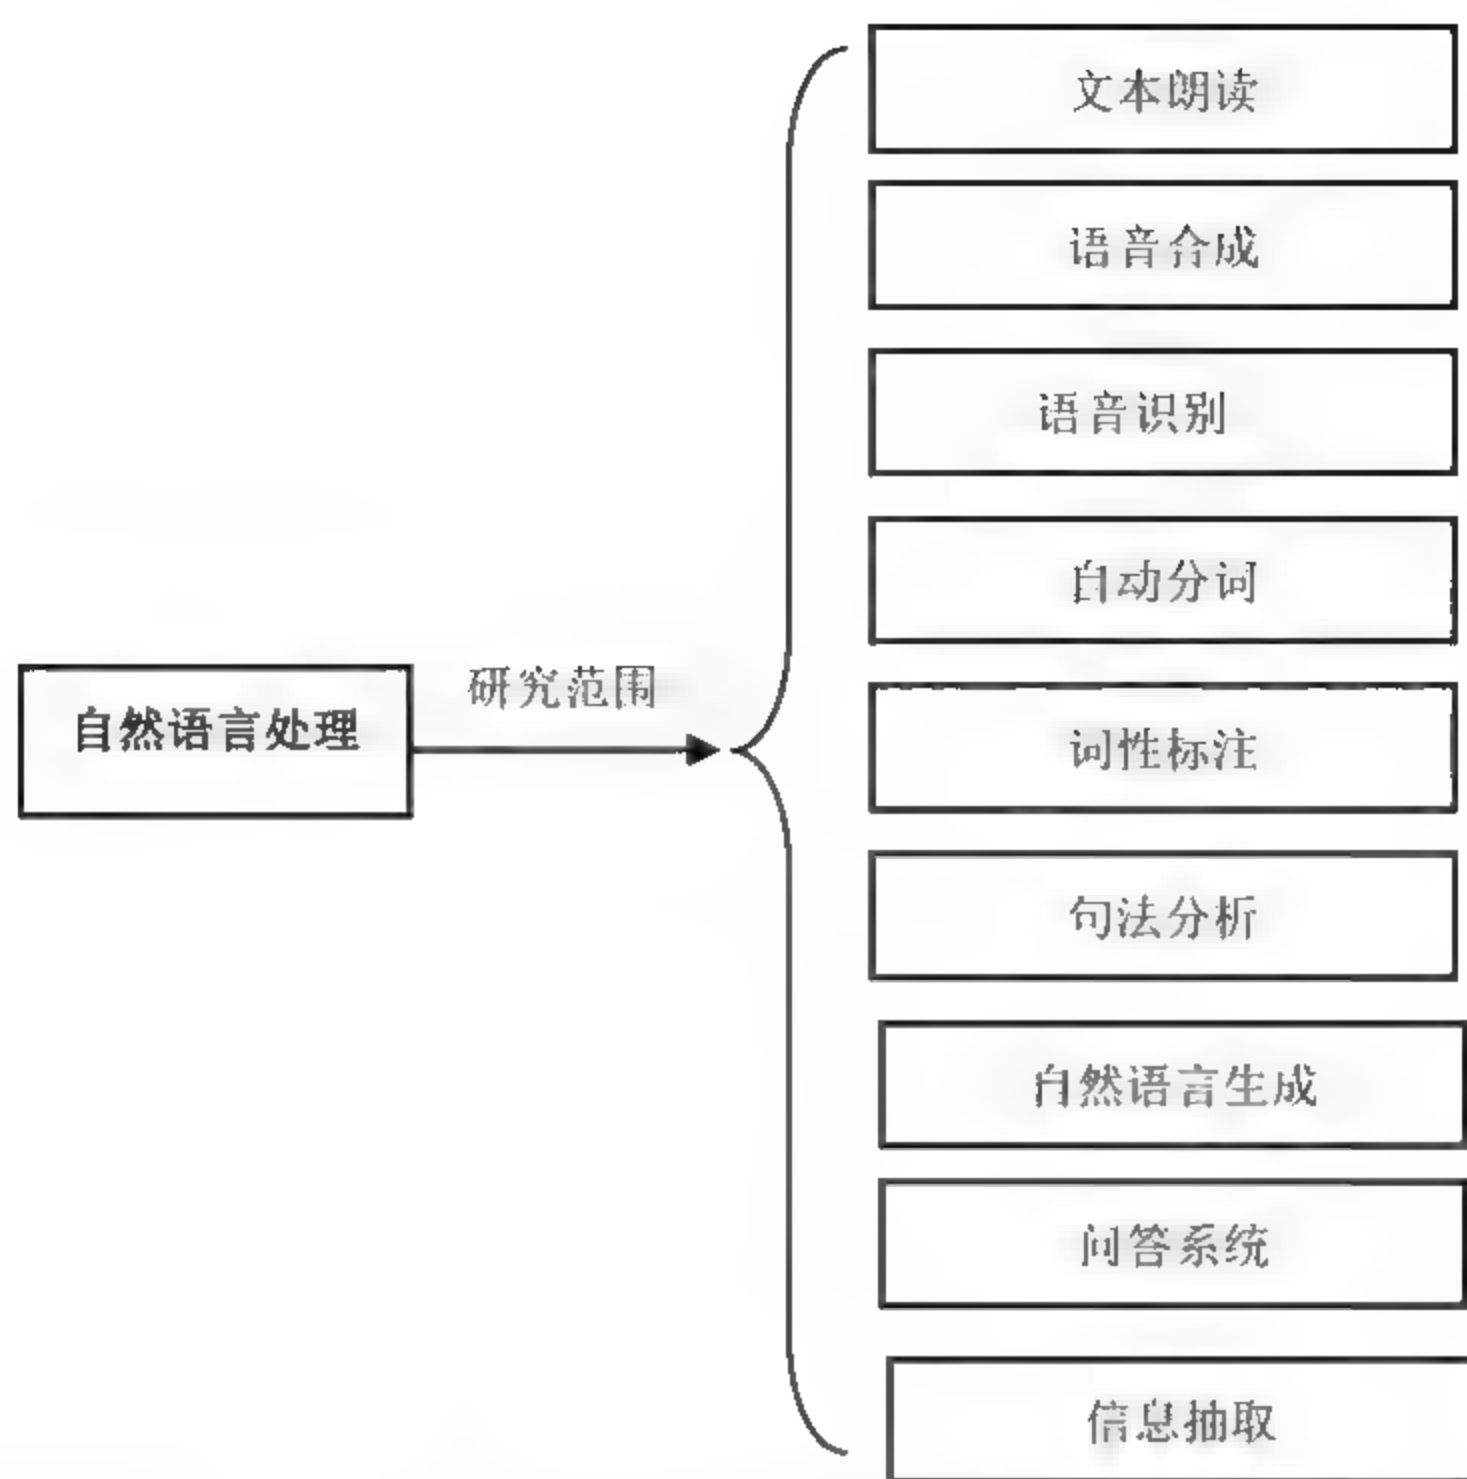 文本朗读
语音合成
语音识别
自动分词
研究范围
自然语言处理
词性标注
句法分析
自然语言生成
问答系统
信息抽取